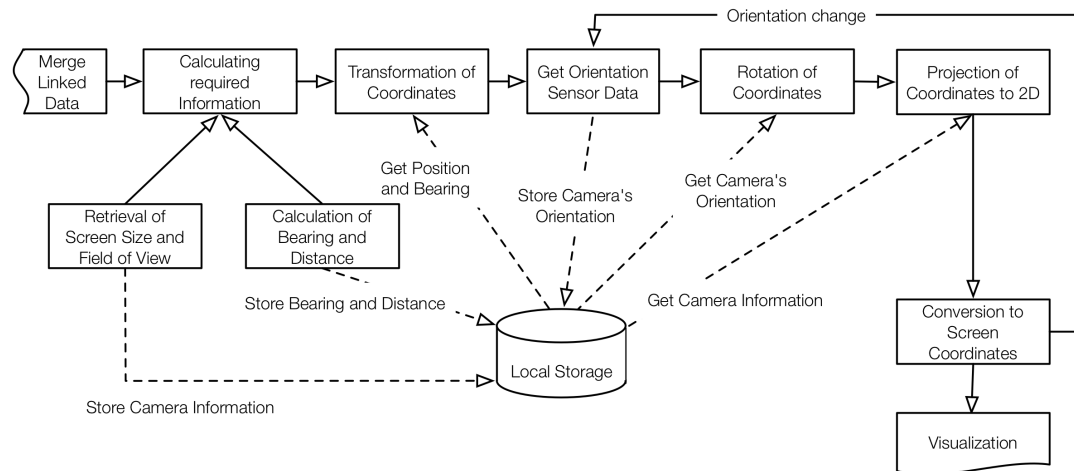 Orientation change
Merge
Linked
Data
Calculating
required
Information
Transformation of
Coordinates
Get Orientation
Sensor Data
Rotation of
Coordinates
Projection of
Coordinates to 2D
Get Position
and Bearing
Store Camera's
Orientation
Get Camera's
Orientation
Retrieval of
Screen Size and
Field of View
Calculation of
Bearing and
Distance
Store Bearing and Distance
Get Camera Information
Local Storage
Conversion to
Screen
Coordinates
Store Camera Information
Visualization